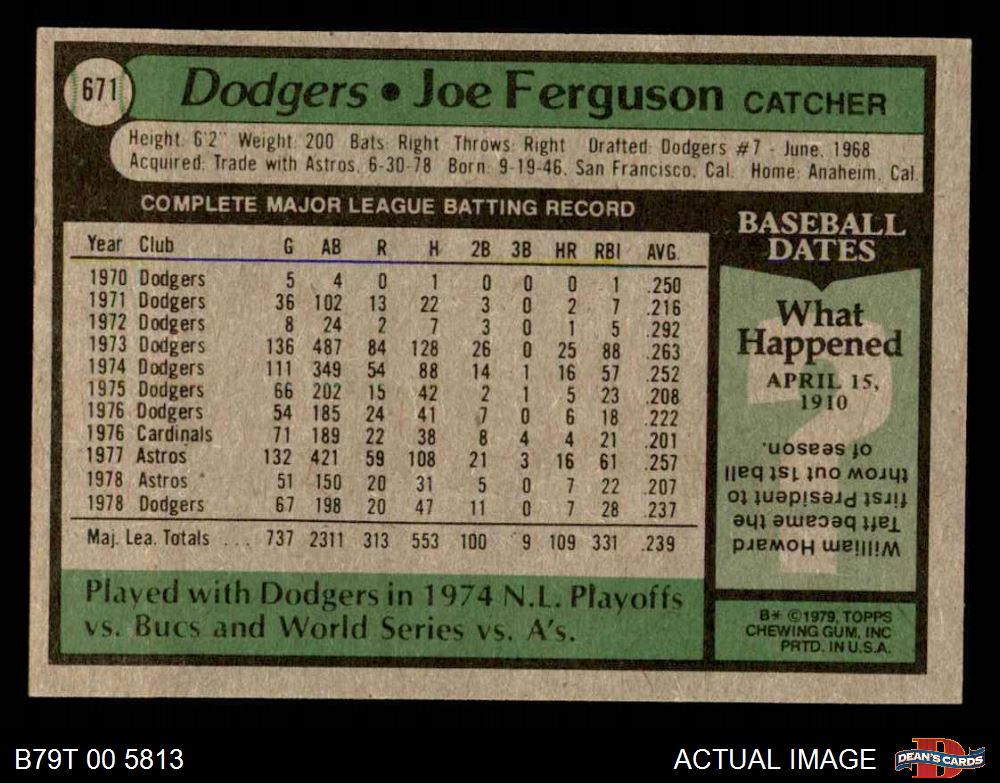 671
Dodgers • Joe Ferguson CATCHER
Height: 6'2" Weight: 200 Bats: Right Throws: Right Drafted: Dodgers #7 - June, 1968
Acquired: Trade with Astros, 6-30-78 Born: 9-19-46, San Francisco, Cal. Home: Anaheim, Cal.
COMPLETE MAJOR LEAGUE BATTING RECORD
Year Club G AB R H 2B 3B HR RBI AVG.
1970 Dodgers 5 4 0 1 0 0 0 1 .250
1971 Dodgers 36 102 13 22 3 0 2 7 .216
1972 Dodgers 8 24 2 7 3 0 1 5 .292
1973 Dodgers 136 487 84 128 26 0 25 88 .263
1974 Dodgers 111 349 54 88 14 1 16 57 .252
1975 Dodgers 66 202 15 42 2 1 5 23 .208
1976 Dodgers 54 185 24 41 7 0 6 18 .222
1976 Cardinals 71 189 22 38 8 4 4 21 .201
1977 Astros 132 421 59 108 21 3 16 61 .257
1978 Astros 51 150 20 31 5 0 7 22 .207
1978 Dodgers 67 198 20 47 11 0 7 28 .237
Maj. Lea. Totals ... 737 2311 313 553 100 9 109 331 .239
Played with Dodgers in 1974 N.L. Playoffs
vs. Bucs and World Series vs. A's.
BASEBALL
DATES
What
Happened
APRIL 15,
1910
?
William Howard
Taft became the
first President to
throw out 1st ball
of season.
B* ©1979, TOPPS
CHEWING GUM, INC
PRTD. IN U.S.A.
B79T 00 5813
ACTUAL IMAGE
D
DEAN'S CARDS